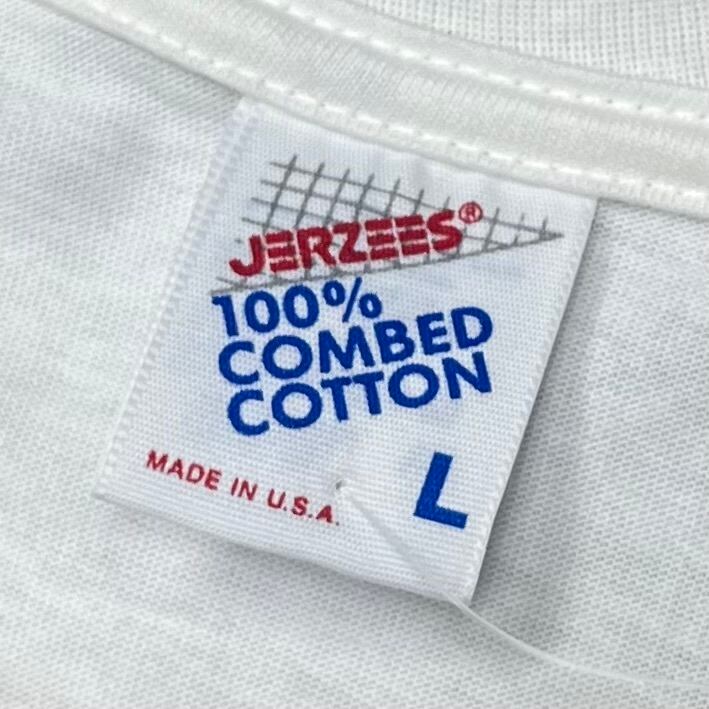 JERZEES®
100%
COMBED
COTTON
L
MADE IN U.S.A.